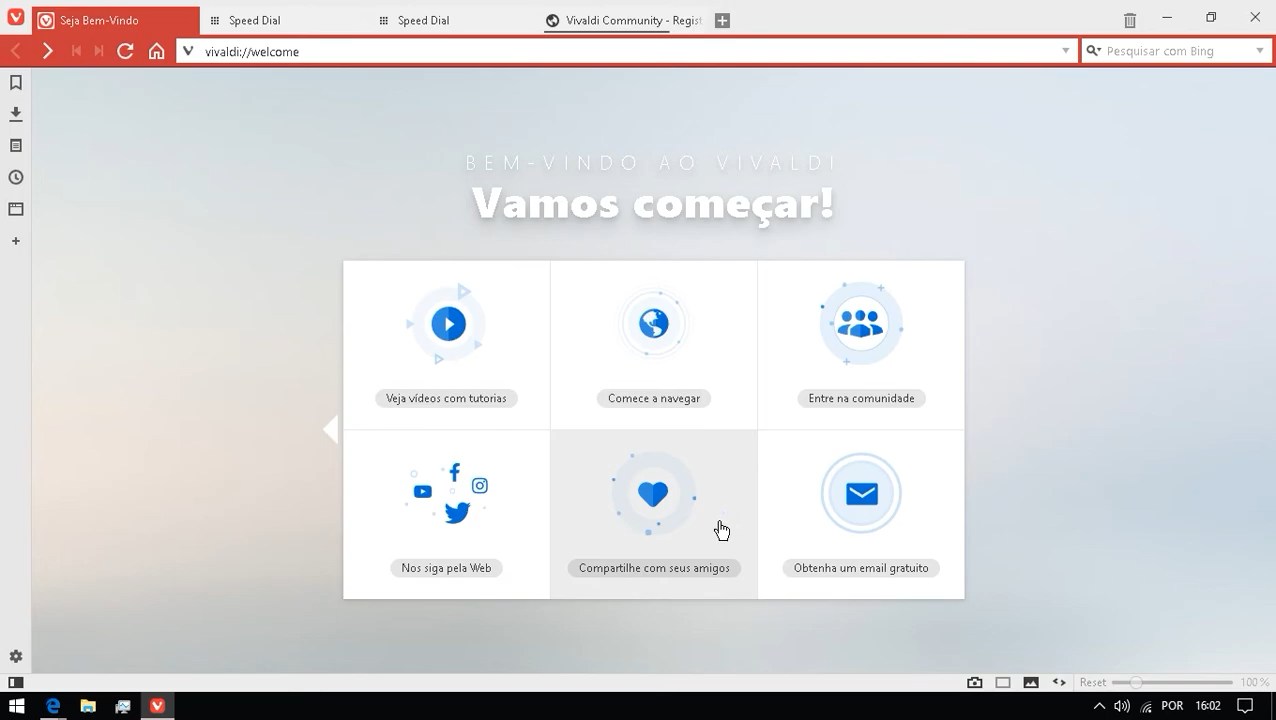 Seja Bem-Vindo
Speed Dial
Speed Dial
Vivaldi Community - Regist
vivaldi://welcome
Pesquisar com Bing
BEM-VINDO AO VIVALDI
Vamos começar!
Veja vídeos com tutorias
Comece a navegar
Entre na comunidade
Nos siga pela Web
Compartilhe com seus amigos
Obtenha um email gratuito
Reset
100 %
POR
16:02